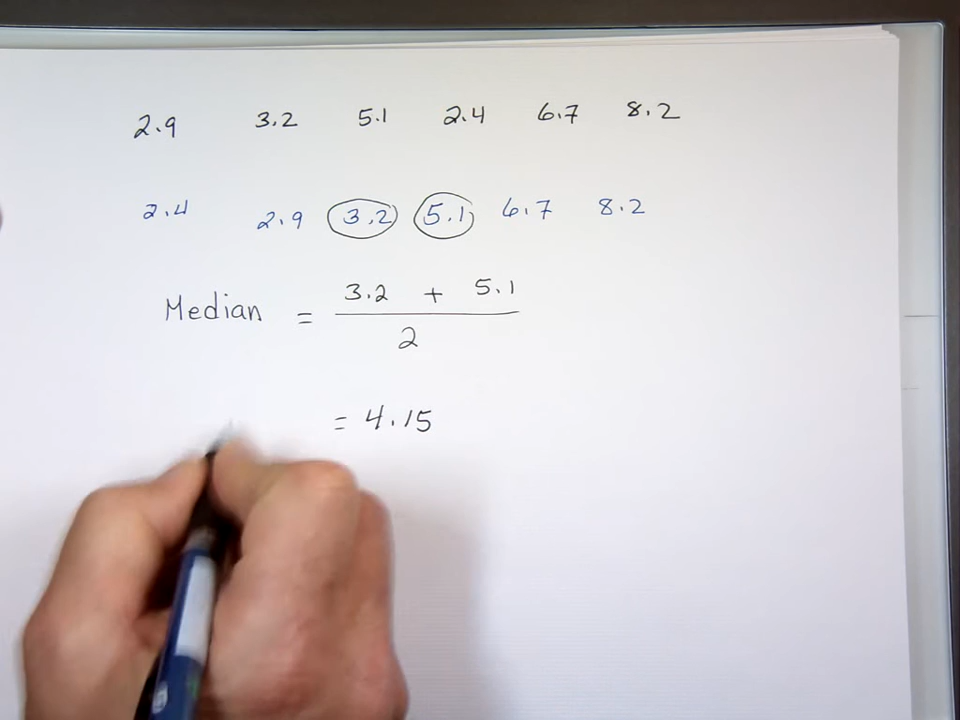 2.9 3.2 5.1 2.4 6.7 8.2
2.4 2.9 3.2 5.1 6.7 8.2
3.2 + 5.1
Median =
2
= 4.15